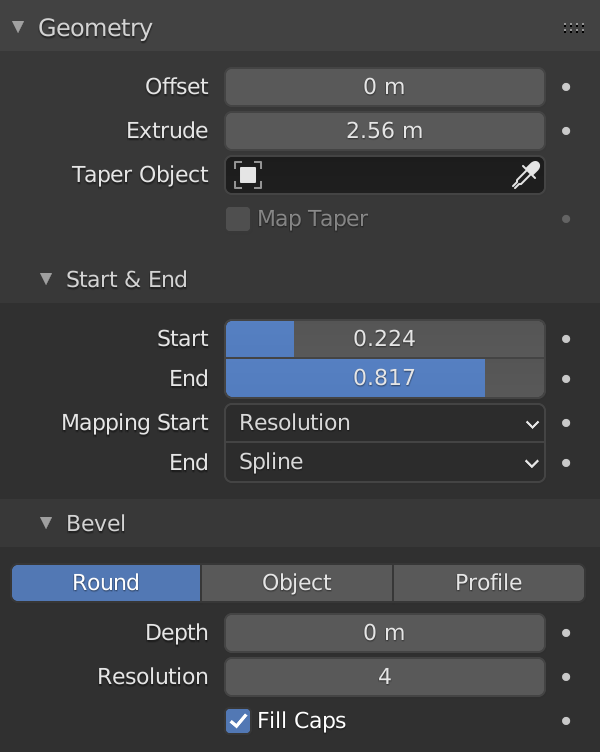 Geometry
Offset 0 m
Extrude 2.56 m
Taper Object
Map Taper
Start & End
Start 0.224
End 0.817
Mapping Start Resolution
End Spline
Bevel
Round Object Profile
Depth 0 m
Resolution 4
Fill Caps